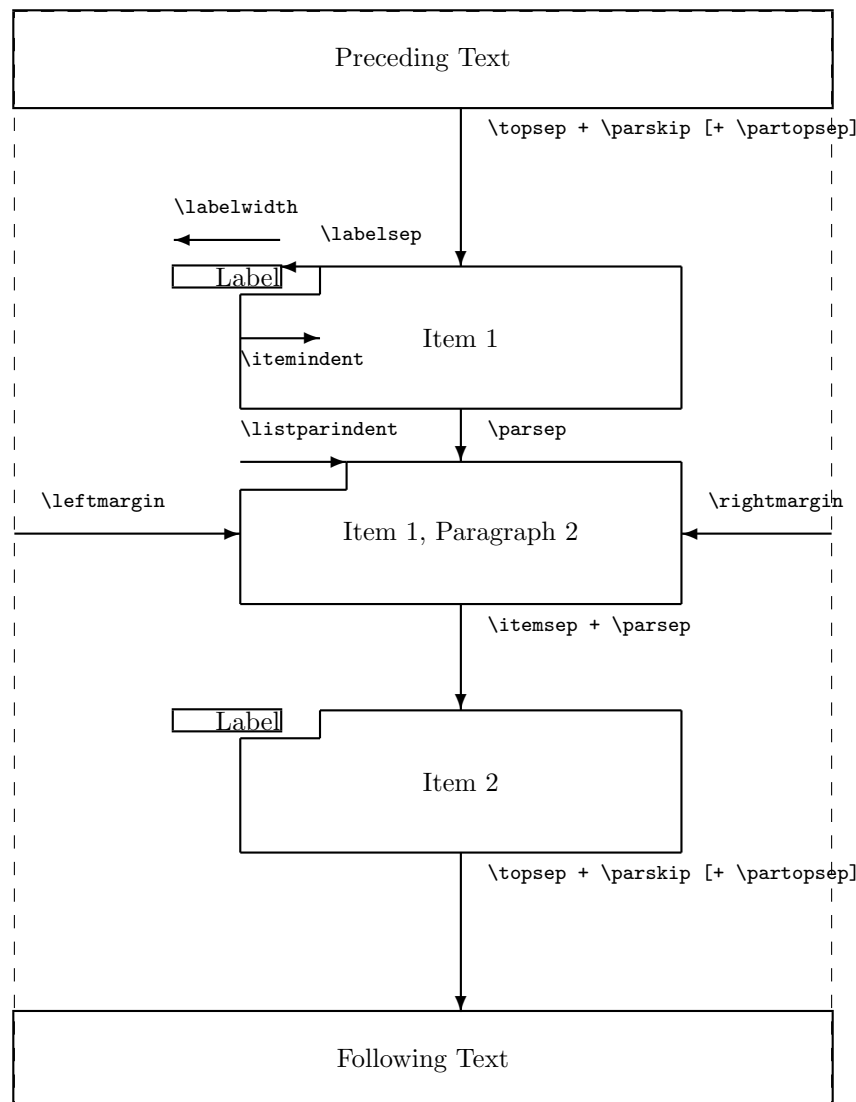 Preceding Text
\topsep + \parskip [+ \partopsep]
\labelwidth
\labelsep
Label
Item 1
\itemindent
\listparindent
\parsep
\leftmargin
\rightmargin
Item 1, Paragraph 2
\itemsep + \parsep
Label
Item 2
\topsep + \parskip [+ \partopsep]
Following Text